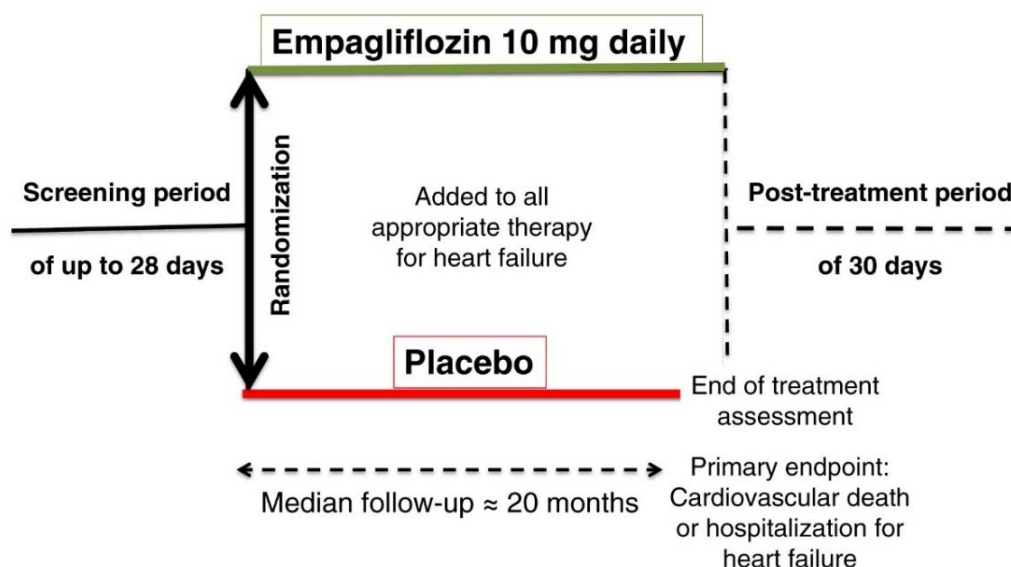 Empagliflozin 10 mg daily
Randomization
Screening period
of up to 28 days
Added to all
appropriate therapy
for heart failure
Post-treatment period
of 30 days
Placebo
End of treatment
assessment
Median follow-up ≈ 20 months
Primary endpoint:
Cardiovascular death
or hospitalization for
heart failure